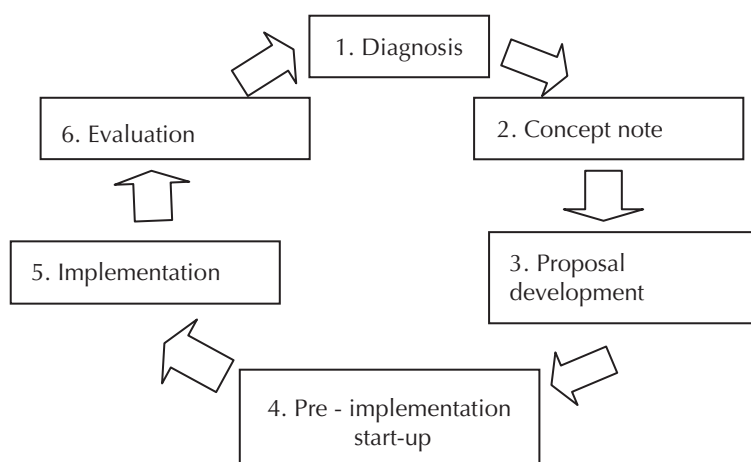 1. Diagnosis
2. Concept note
3. Proposal
development
4. Pre - implementation
start-up
5. Implementation
6. Evaluation